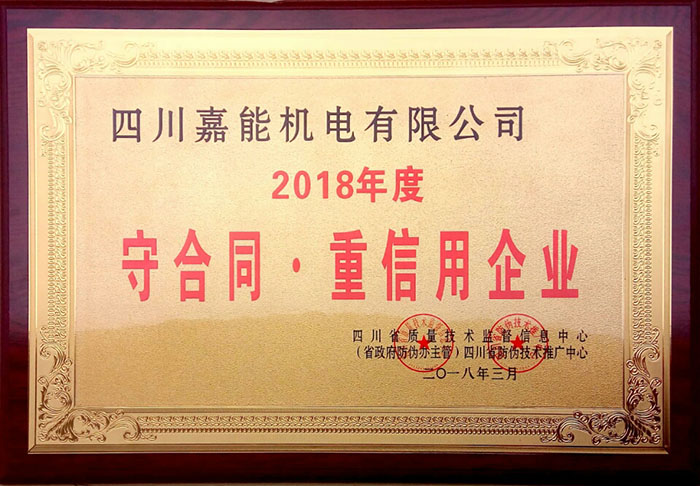 四川嘉能机电有限公司
2018年度
守合同·重信用企业
四川省质量技术监督信息中心
（省政府防伪办主管）四川省防伪技术推广中心
二〇一八年三月